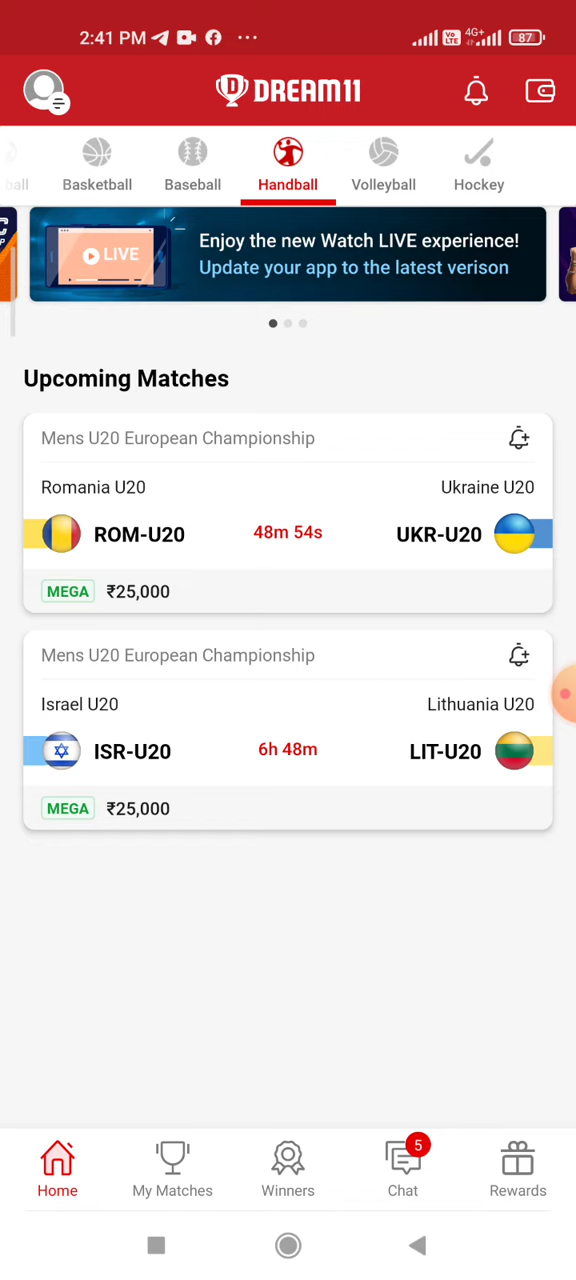 2:41 PM
Vo LTE 4G+ 87
DREAM11
ball Basketball Baseball Handball Volleyball Hockey
LIVE
Enjoy the new Watch LIVE experience!
Update your app to the latest verison
Upcoming Matches
Mens U20 European Championship
Romania U20 Ukraine U20
ROM-U20 48m 54s UKR-U20
MEGA ₹25,000
Mens U20 European Championship
Israel U20 Lithuania U20
ISR-U20 6h 48m LIT-U20
MEGA ₹25,000
5
Home My Matches Winners Chat Rewards